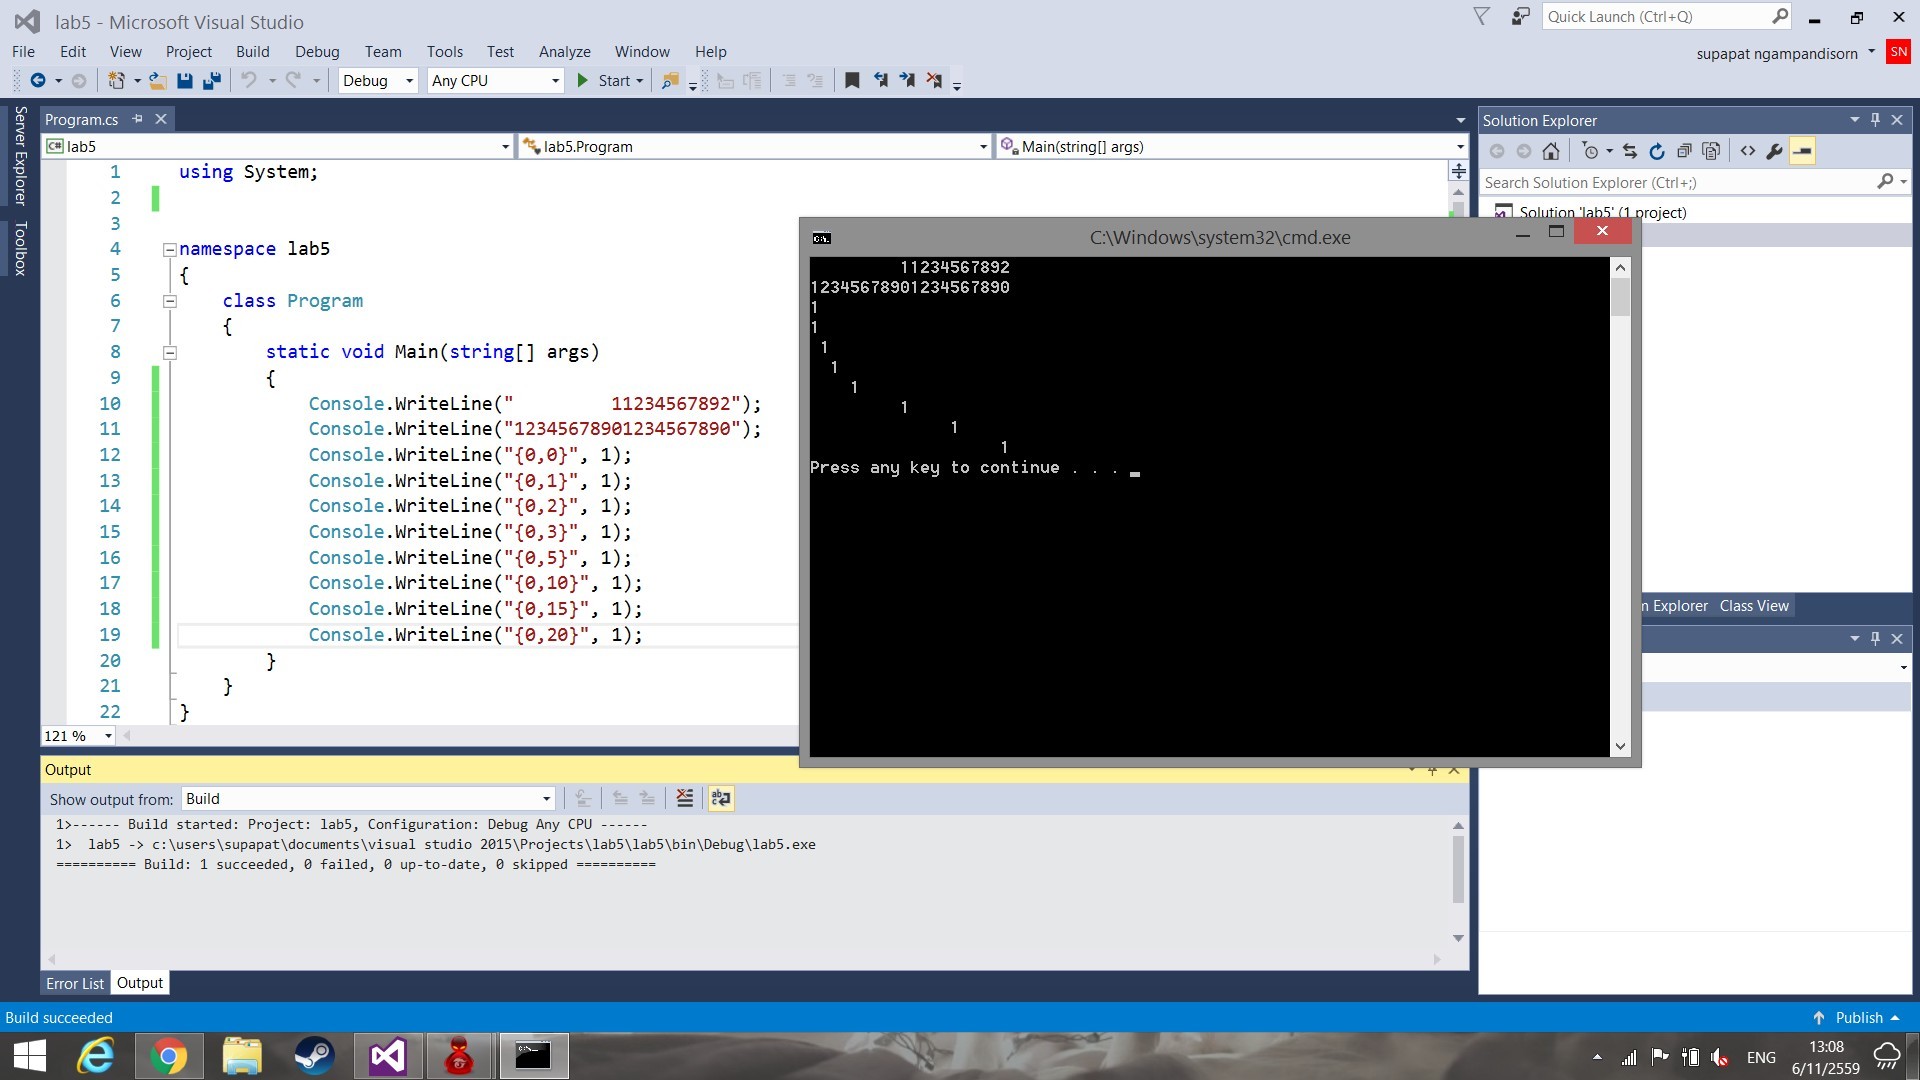 lab5 - Microsoft Visual Studio
Quick Launch (Ctrl+Q)
File Edit View Project Build Debug Team Tools Test Analyze Window Help
supapat ngampandisorn SN
Debug Any CPU Start
Server Explorer
Toolbox
Program.cs
lab5 lab5.Program Main(string[] args)
1 using System;
2
3
4 namespace lab5
5 {
6 class Program
7 {
8 static void Main(string[] args)
9 {
10 Console.WriteLine("         11234567892");
11 Console.WriteLine("12345678901234567890");
12 Console.WriteLine("{0,0}", 1);
13 Console.WriteLine("{0,1}", 1);
14 Console.WriteLine("{0,2}", 1);
15 Console.WriteLine("{0,3}", 1);
16 Console.WriteLine("{0,5}", 1);
17 Console.WriteLine("{0,10}", 1);
18 Console.WriteLine("{0,15}", 1);
19 Console.WriteLine("{0,20}", 1);
20 }
21 }
22 }
121 %
C:\Windows\system32\cmd.exe
         11234567892
12345678901234567890
1
1
 1
  1
    1
         1
              1
                   1
Press any key to continue . . .
Solution Explorer
Search Solution Explorer (Ctrl+;)
Solution 'lab5' (1 project)
Explorer Class View
Output
Show output from: Build
1>------ Build started: Project: lab5, Configuration: Debug Any CPU ------
1>  lab5 -> c:\users\supapat\documents\visual studio 2015\Projects\lab5\lab5\bin\Debug\lab5.exe
========== Build: 1 succeeded, 0 failed, 0 up-to-date, 0 skipped ==========
Error List Output
Build succeeded
Publish
ENG
13:08
6/11/2559